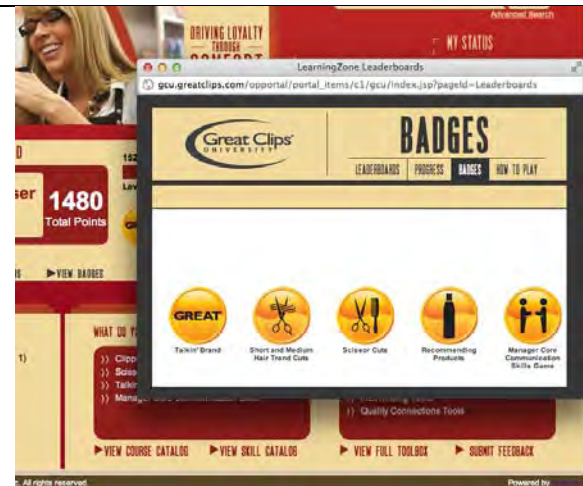 Advanced Search
DRIVING LOYALTY
THROUGH
MY STATUS
LearningZone Leaderboards
gcu.greatclips.com/opportal/portal_items/c1/gcu/index.jsp?pageId=Leaderboards
Great Clips
UNIVERSITY
BADGES
LEADERBOARDS PROGRESS BADGES HOW TO PLAY
1480
Total Points
VIEW BADGES
GREAT
Talkin' Brand
Short and Medium
Hair Trend Cuts
Scissor Cuts
Recommending
Products
Manager Core
Communication
Skills Game
WHAT DO
Quality Connections Tools
VIEW COURSE CATALOG VIEW SKILL CATALOG VIEW FULL TOOLBOX SUBMIT FEEDBACK
All rights reserved.
Powered by